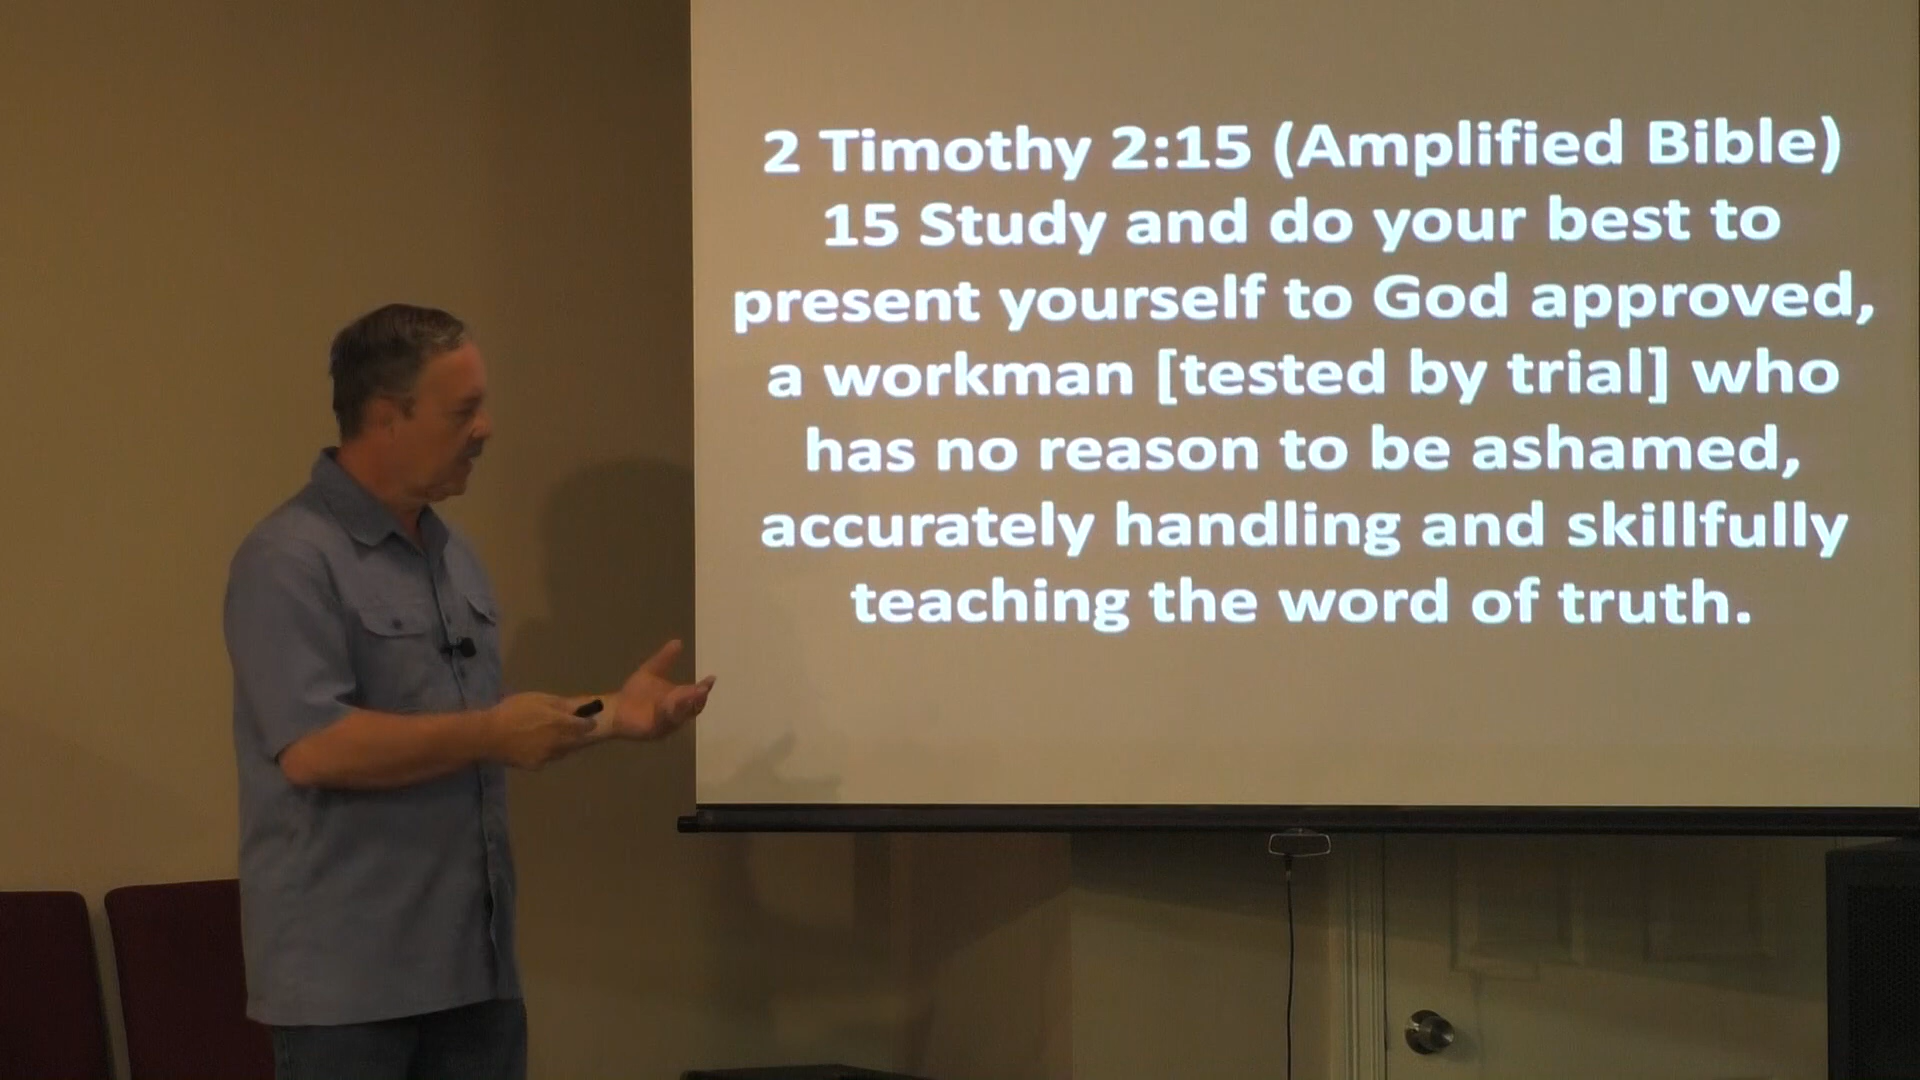 2 Timothy 2:15 (Amplified Bible)
15 Study and do your best to
present yourself to God approved,
a workman [tested by trial] who
has no reason to be ashamed,
accurately handling and skillfully
teaching the word of truth.